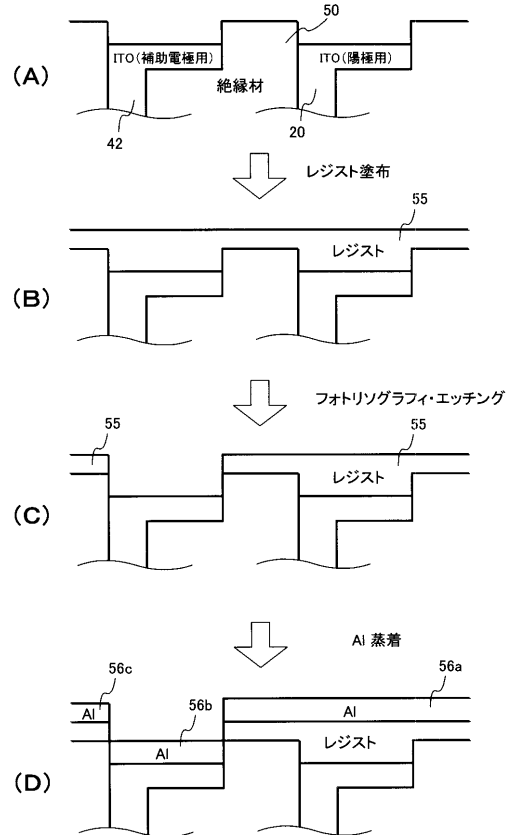 50
ITO(補助電極用)
ITO(陽極用)
(A)
絶縁材
42
20
レジスト塗布
55
レジスト
(B)
フォトリソグラフィ・エッチング
55
55
レジスト
(C)
Al 蒸着
56c
56b
56a
Al
Al
Al
レジスト
(D)